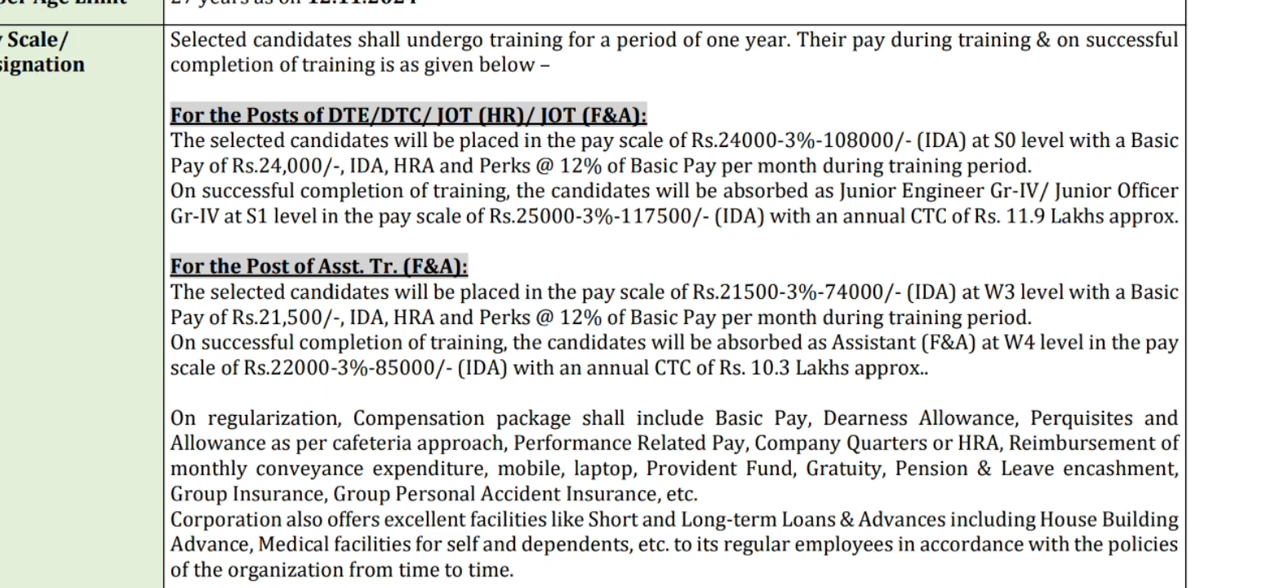 27 years as on 12.11.2024
Scale/
Selected candidates shall undergo training for a period of one year. Their pay during training & on successful
completion of training is as given below –
For the Posts of DTE/DTC/ JOT (HR)/ JOT (F&A):
The selected candidates will be placed in the pay scale of Rs.24000-3%-108000/- (IDA) at S0 level with a Basic
Pay of Rs.24,000/-, IDA, HRA and Perks @ 12% of Basic Pay per month during training period.
On successful completion of training, the candidates will be absorbed as Junior Engineer Gr-IV/ Junior Officer
Gr-IV at S1 level in the pay scale of Rs.25000-3%-117500/- (IDA) with an annual CTC of Rs. 11.9 Lakhs approx.
For the Post of Asst. Tr. (F&A):
The selected candidates will be placed in the pay scale of Rs.21500-3%-74000/- (IDA) at W3 level with a Basic
Pay of Rs.21,500/-, IDA, HRA and Perks @ 12% of Basic Pay per month during training period.
On successful completion of training, the candidates will be absorbed as Assistant (F&A) at W4 level in the pay
scale of Rs.22000-3%-85000/- (IDA) with an annual CTC of Rs. 10.3 Lakhs approx..
On regularization, Compensation package shall include Basic Pay, Dearness Allowance, Perquisites and
Allowance as per cafeteria approach, Performance Related Pay, Company Quarters or HRA, Reimbursement of
monthly conveyance expenditure, mobile, laptop, Provident Fund, Gratuity, Pension & Leave encashment,
Group Insurance, Group Personal Accident Insurance, etc.
Corporation also offers excellent facilities like Short and Long-term Loans & Advances including House Building
Advance, Medical facilities for self and dependents, etc. to its regular employees in accordance with the policies
of the organization from time to time.